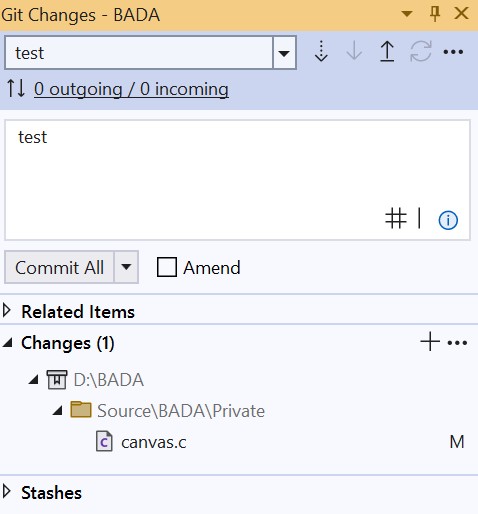 Git Changes - BADA
test
0 outgoing / 0 incoming
test
Commit All
Amend
Related Items
Changes (1)
D:\BADA
Source\BADA\Private
canvas.c M
Stashes